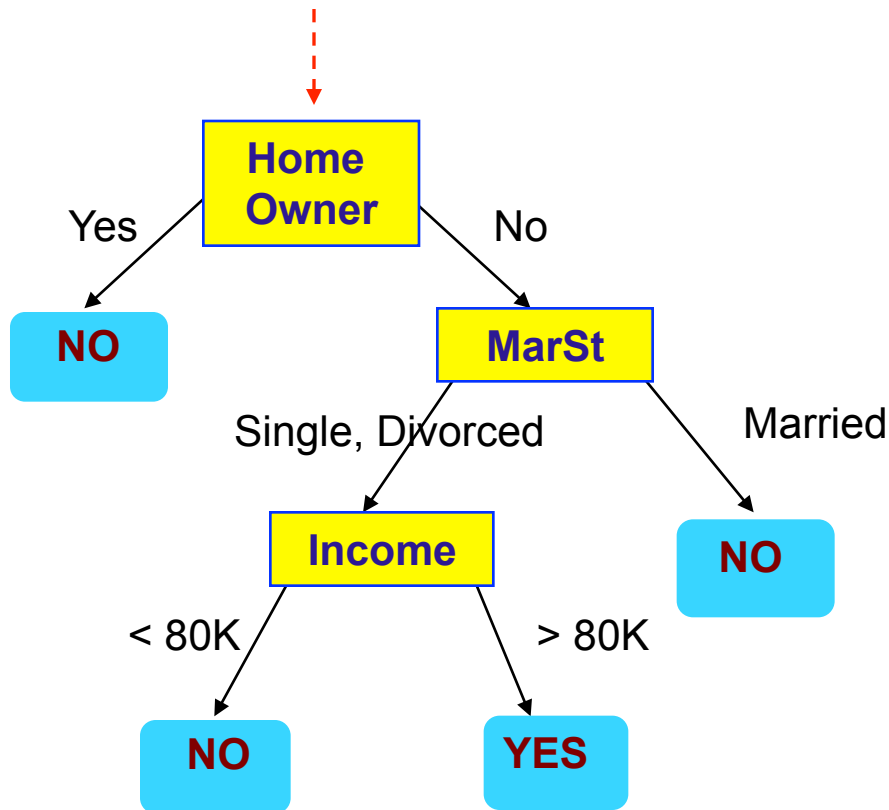 Home
Owner
Yes
No
NO
MarSt
Single, Divorced
Married
Income
NO
< 80K
> 80K
NO
YES